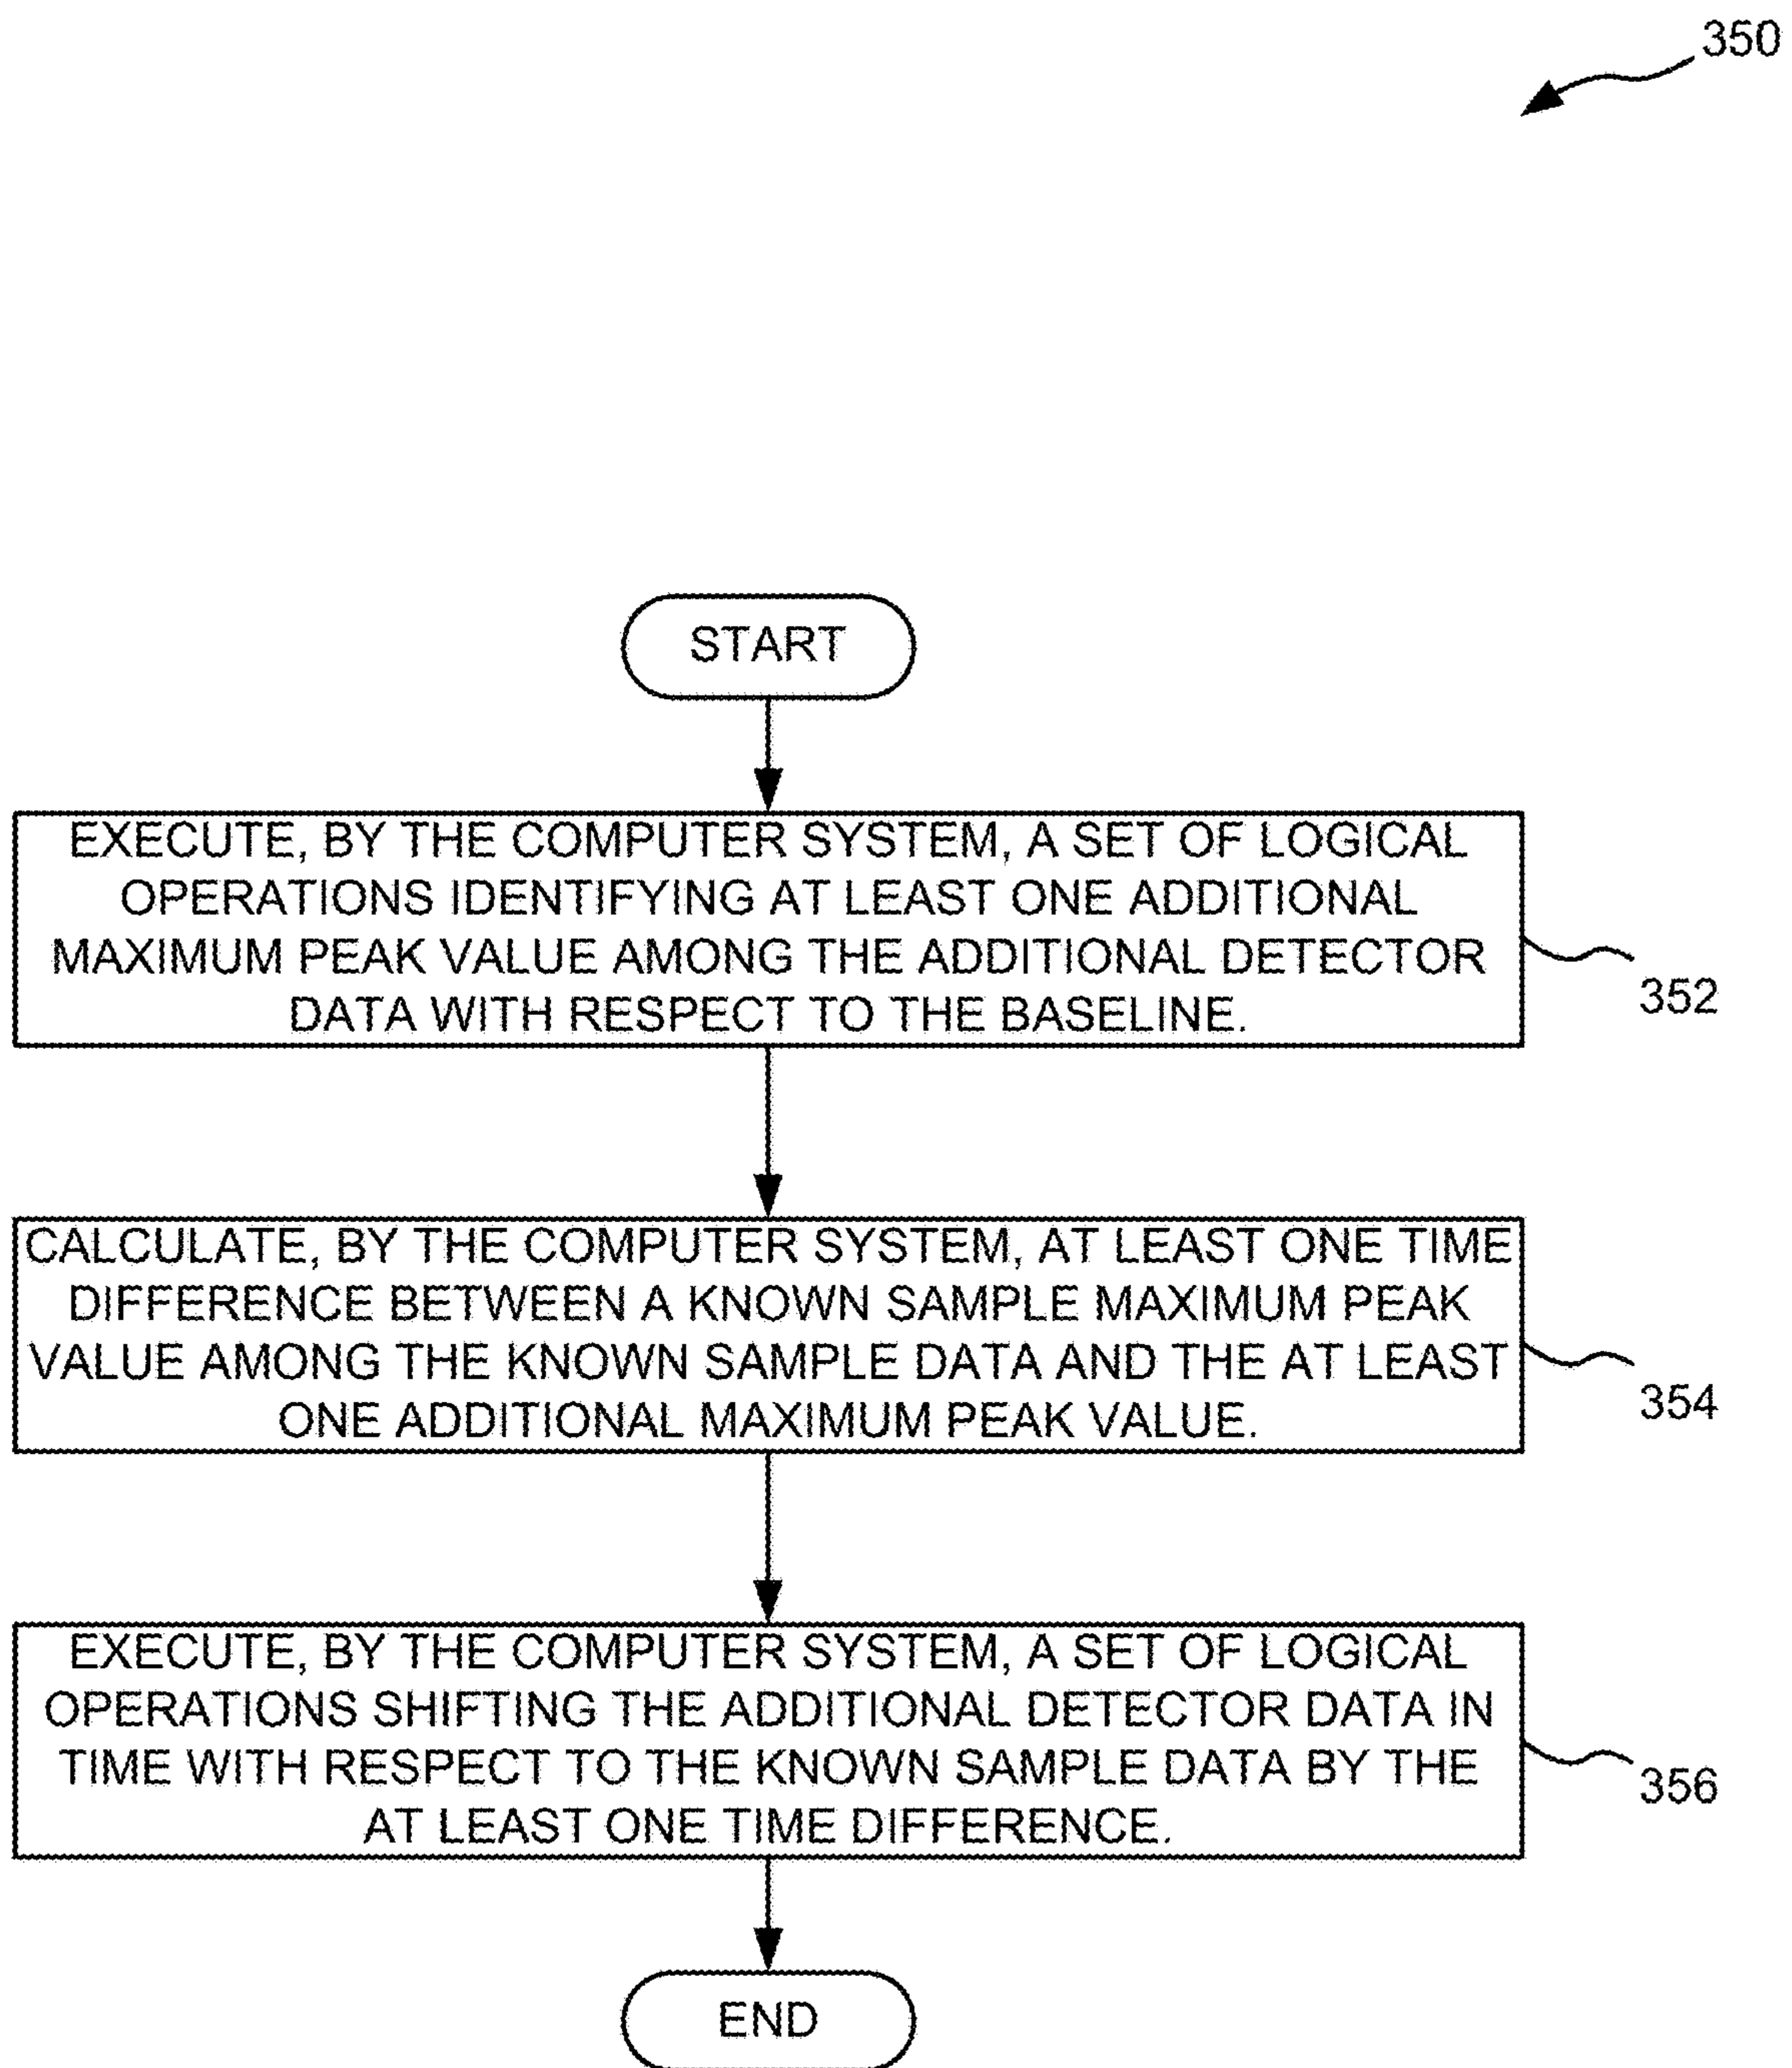 350
START
EXECUTE, BY THE COMPUTER SYSTEM, A SET OF LOGICAL
OPERATIONS IDENTIFYING AT LEAST ONE ADDITIONAL
MAXIMUM PEAK VALUE AMONG THE ADDITIONAL DETECTOR
DATA WITH RESPECT TO THE BASELINE.
352
CALCULATE, BY THE COMPUTER SYSTEM, AT LEAST ONE TIME
DIFFERENCE BETWEEN A KNOWN SAMPLE MAXIMUM PEAK
VALUE AMONG THE KNOWN SAMPLE DATA AND THE AT LEAST
ONE ADDITIONAL MAXIMUM PEAK VALUE.
354
EXECUTE, BY THE COMPUTER SYSTEM, A SET OF LOGICAL
OPERATIONS SHIFTING THE ADDITIONAL DETECTOR DATA IN
TIME WITH RESPECT TO THE KNOWN SAMPLE DATA BY THE
AT LEAST ONE TIME DIFFERENCE.
356
END